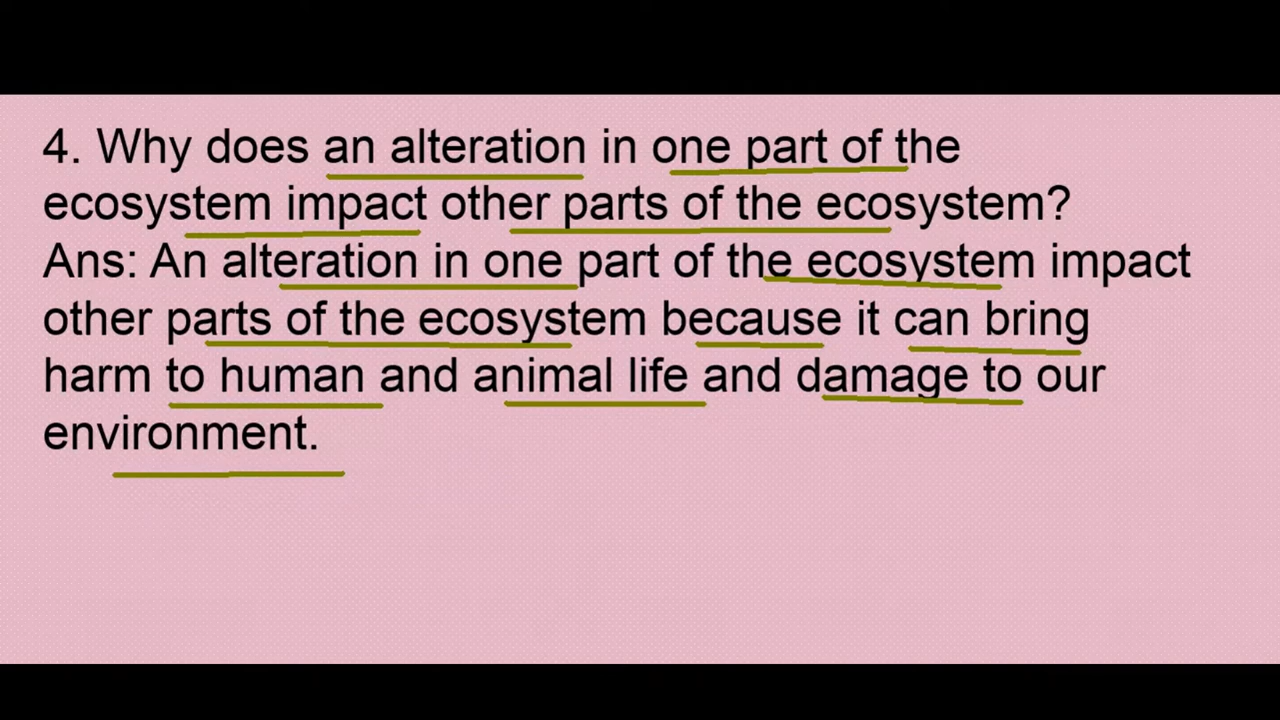 4. Why does an alteration in one part of the
ecosystem impact other parts of the ecosystem?
Ans: An alteration in one part of the ecosystem impact
other parts of the ecosystem because it can bring
harm to human and animal life and damage to our
environment.